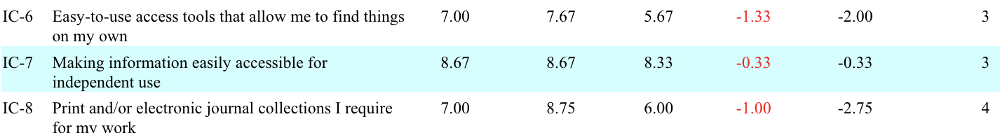 IC-6 Easy-to-use access tools that allow me to find things 7.00 7.67 5.67 -1.33 -2.00 3
on my own
IC-7 Making information easily accessible for 8.67 8.67 8.33 -0.33 -0.33 3
independent use
IC-8 Print and/or electronic journal collections I require 7.00 8.75 6.00 -1.00 -2.75 4
for my work